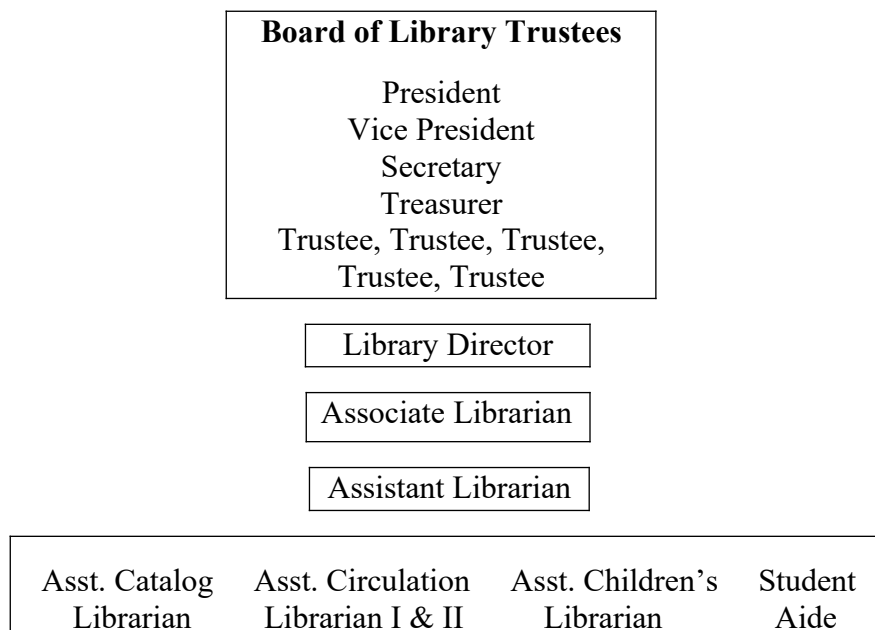 Board of Library Trustees
President
Vice President
Secretary
Treasurer
Trustee, Trustee, Trustee,
Trustee, Trustee
Library Director
Associate Librarian
Assistant Librarian
Asst. Catalog Asst. Circulation Asst. Children’s Student
Librarian Librarian I & II Librarian Aide